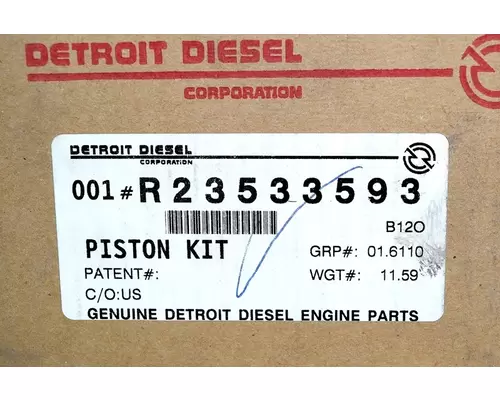 DETROIT DIESEL
CORPORATION
DETROIT DIESEL
CORPORATION
001# R23533593
B12O
PISTON KIT GRP#: 01.6110
PATENT#: WGT#: 11.59
C/O:US
GENUINE DETROIT DIESEL ENGINE PARTS